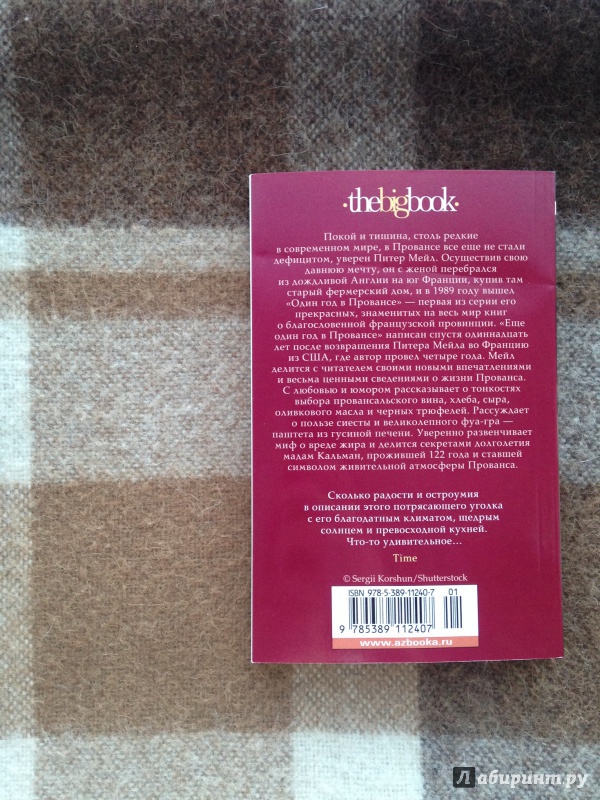 ·thebigbook·
Покой и тишина, столь редкие
в современном мире, в Провансе все еще не стали
дефицитом, уверен Питер Мейл. Осуществив свою
давнюю мечту, он с женой перебрался
из дождливой Англии на юг Франции, купив там
старый фермерский дом, и в 1989 году вышел
«Один год в Провансе» — первая из серии его
прекрасных, знаменитых на весь мир книг
о благословенной французской провинции. «Еще
один год в Провансе» написан спустя одиннадцать
лет после возвращения Питера Мейла во Францию
из США, где автор провел четыре года. Мейл
делится с читателем своими новыми впечатлениями
и весьма ценными сведениями о жизни Прованса.
С любовью и юмором рассказывает о тонкостях
выбора провансальского вина, хлеба, сыра,
оливкового масла и черных трюфелей. Рассуждает
о пользе сиесты и великолепного фуа-гра —
паштета из гусиной печени. Уверенно развенчивает
миф о вреде жира и делится секретами долголетия
мадам Кальман, прожившей 122 года и ставшей
символом живительной атмосферы Прованса.
Сколько радости и остроумия
в описании этого потрясающего уголка
с его благодатным климатом, щедрым
солнцем и превосходной кухней.
Что-то удивительное...
Time
© Sergii Korshun/Shutterstock
ISBN 978-5-389-11240-7 01
9 785389 112407
www.azbooka.ru
лабиринт.ру